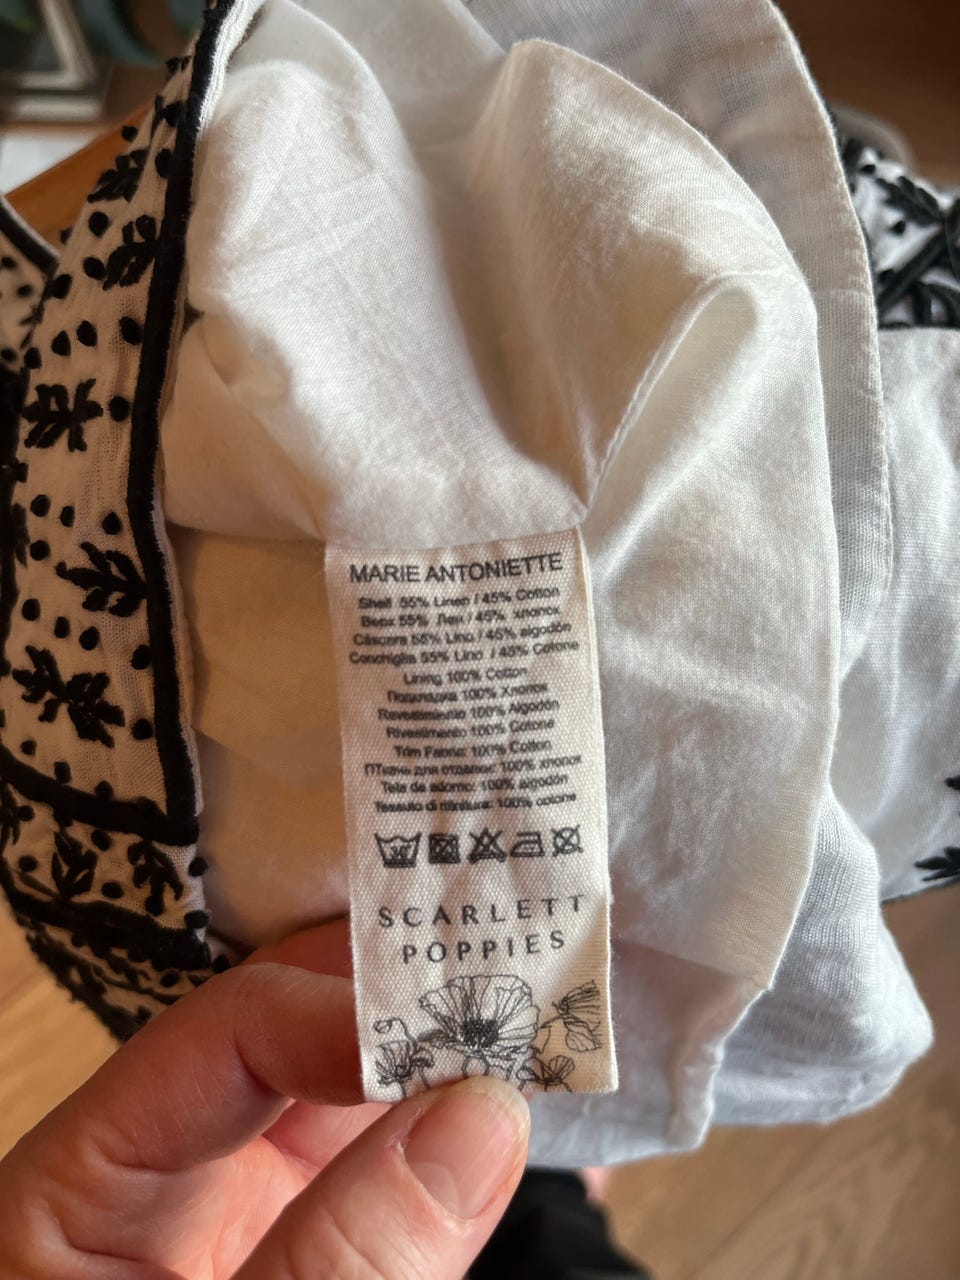 MARIE ANTONIETTE
Shell 55% Linen / 45% Cotton
Верх 55% Лен / 45% хлопок
Cáscara 55% Lino / 45% algodón
Conchiglia 55% Lino / 45% Cotone
Lining 100% Cotton
Подкладка 100% Хлопок
Revestimiento 100% Algodón
Rivestimento 100% Cotone
Trim Fabric: 100% Cotton
ПТкань для отделки: 100% хлопок
Tela de adorno: 100% algodón
Tessuto di rifinitura: 100% cotone
SCARLETT
POPPIES